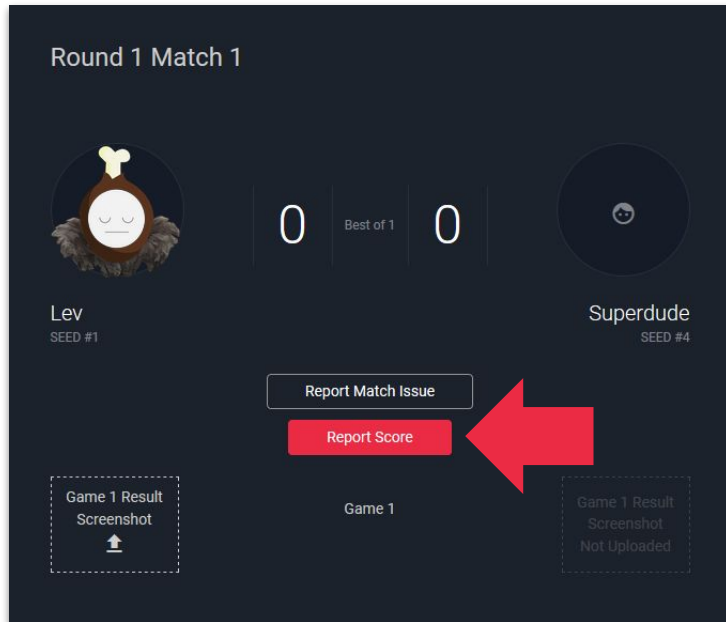 Round 1 Match 1
0
Best of 1
0
Lev
SEED #1
Superdude
SEED #4
Report Match Issue
Report Score
Game 1 Result
Screenshot
Game 1
Game 1 Result
Screenshot
Not Uploaded